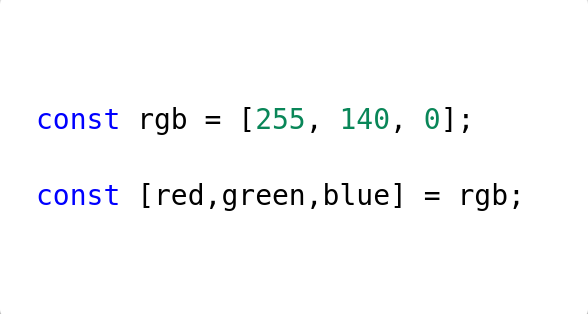 const rgb = [255, 140, 0];
const [red,green,blue] = rgb;